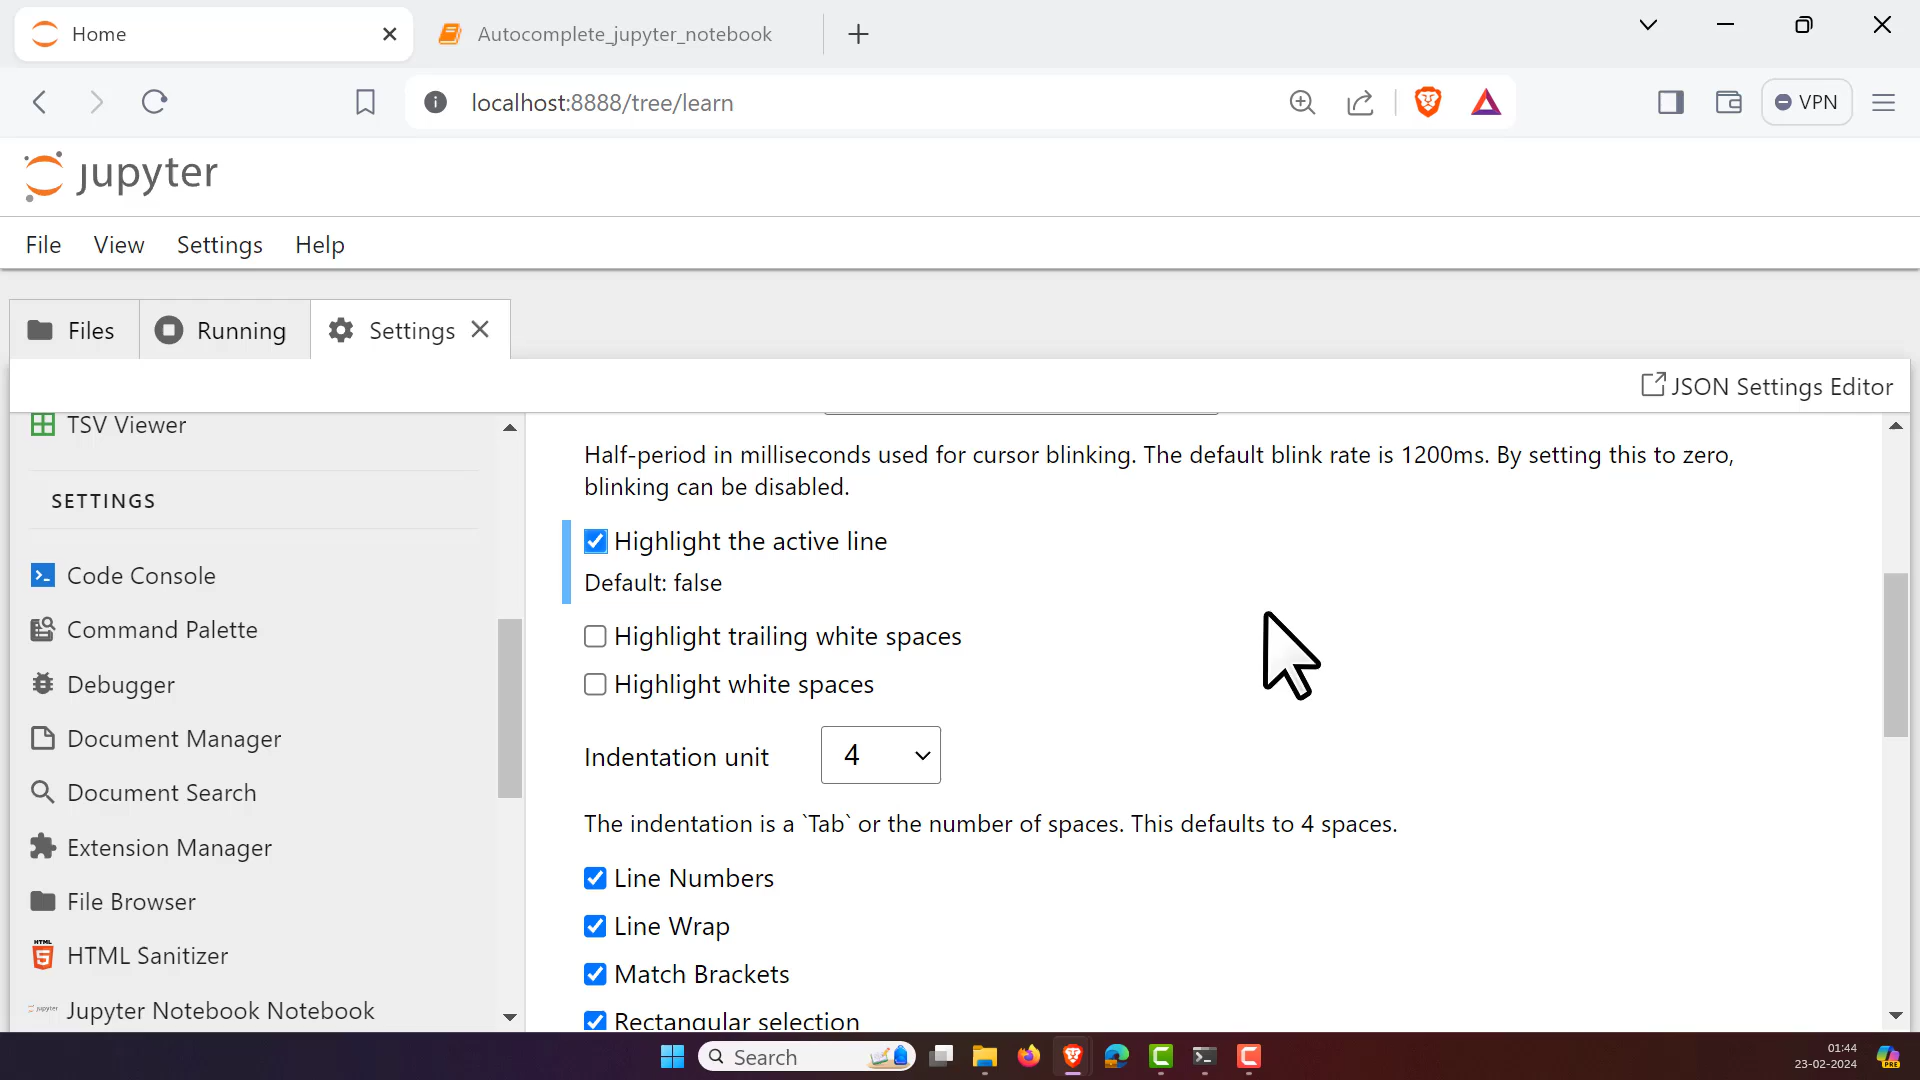 Home
Autocomplete_jupyter_notebook
localhost:8888/tree/learn
VPN
jupyter
File View Settings Help
Files
Running
Settings
JSON Settings Editor
TSV Viewer
SETTINGS
Code Console
Command Palette
Debugger
Document Manager
Document Search
Extension Manager
File Browser
HTML Sanitizer
Jupyter Notebook Notebook
Half-period in milliseconds used for cursor blinking. The default blink rate is 1200ms. By setting this to zero,
blinking can be disabled.
Highlight the active line
Default: false
Highlight trailing white spaces
Highlight white spaces
Indentation unit 4
The indentation is a `Tab` or the number of spaces. This defaults to 4 spaces.
Line Numbers
Line Wrap
Match Brackets
Rectangular selection
Search
01:44
23-02-2024